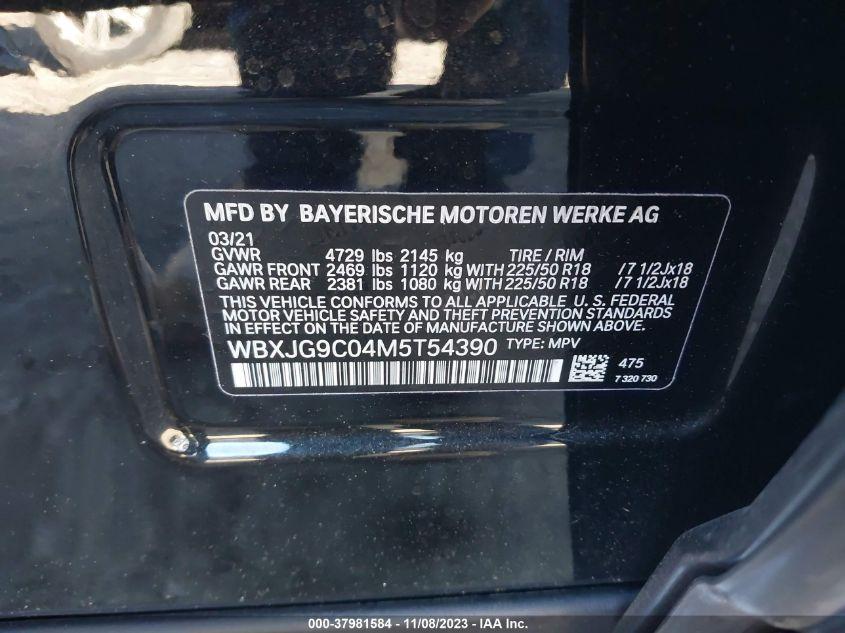 MFD BY BAYERISCHE MOTOREN WERKE AG
03/21
GVWR 4729 lbs 2145 kg TIRE / RIM
GAWR FRONT 2469 lbs 1120 kg WITH 225/50 R18 / 7 1/2Jx18
GAWR REAR 2381 lbs 1080 kg WITH 225/50 R18 / 7 1/2Jx18
THIS VEHICLE CONFORMS TO ALL APPLICABLE U. S. FEDERAL
MOTOR VEHICLE SAFETY AND THEFT PREVENTION STANDARDS
IN EFFECT ON THE DATE OF MANUFACTURE SHOWN ABOVE.
WBXJG9C04M5T54390 TYPE: MPV
475
7 320 730
000-37981584 - 11/08/2023 - IAA Inc.